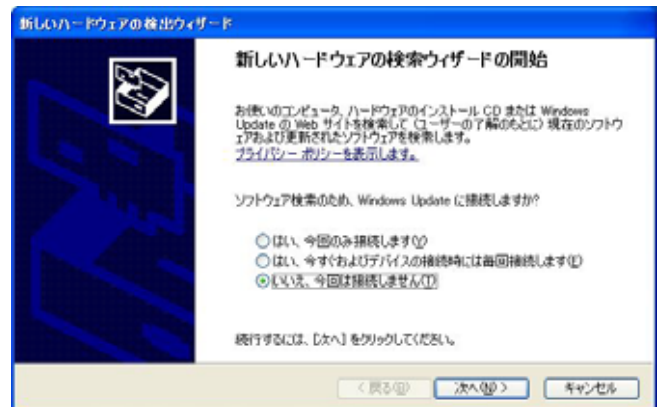 新しいハードウェアの検出ウィザード
新しいハードウェアの検索ウィザードの開始
お使いのコンピュータ、ハードウェアのインストール CD または Windows
Update の Web サイトを検索して (ユーザーの了解のもとに) 現在のソフトウ
ェアおよび更新されたソフトウェアを検索します。
プライバシー ポリシーを表示します。
ソフトウェア検索のため、Windows Update に接続しますか?
はい、今回のみ接続します(Y)
はい、今すぐおよびデバイスの接続時には毎回接続します(E)
いいえ、今回は接続しません(T)
続行するには、[次へ] をクリックしてください。
< 戻る(B)
次へ(N) >
キャンセル